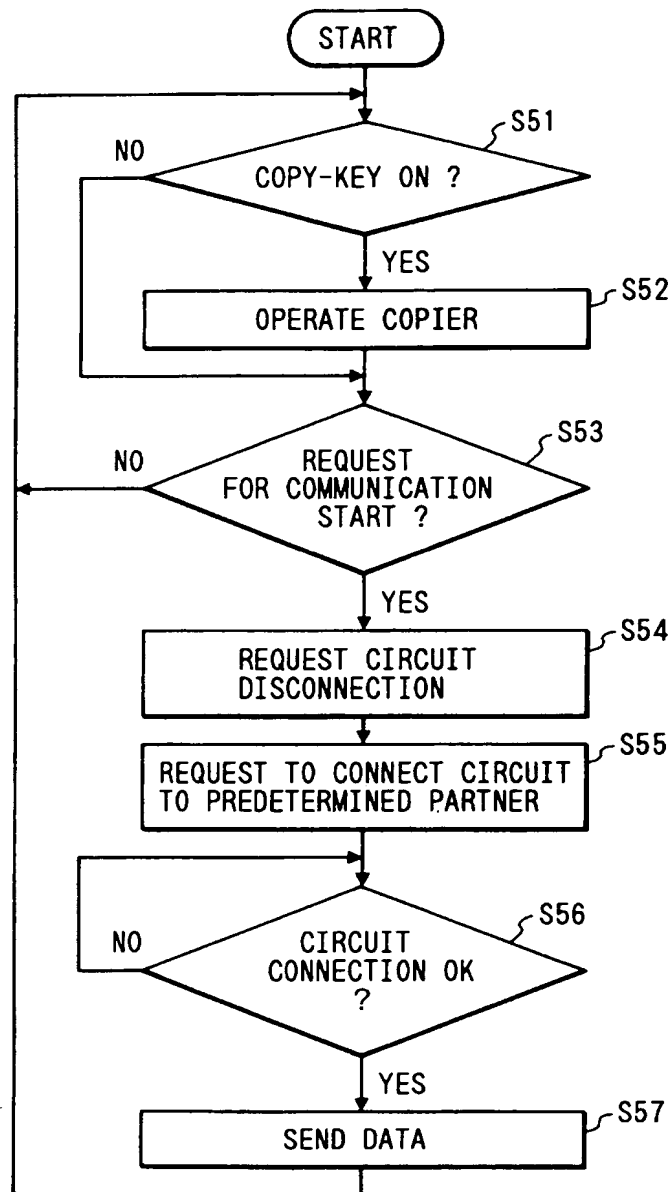 START
S51
NO
COPY-KEY ON ?
YES
S52
OPERATE COPIER
S53
NO
REQUEST
FOR COMMUNICATION
START ?
YES
S54
REQUEST CIRCUIT
DISCONNECTION
S55
REQUEST TO CONNECT CIRCUIT
TO PREDETERMINED PARTNER
S56
NO
CIRCUIT
CONNECTION OK
?
YES
S57
SEND DATA